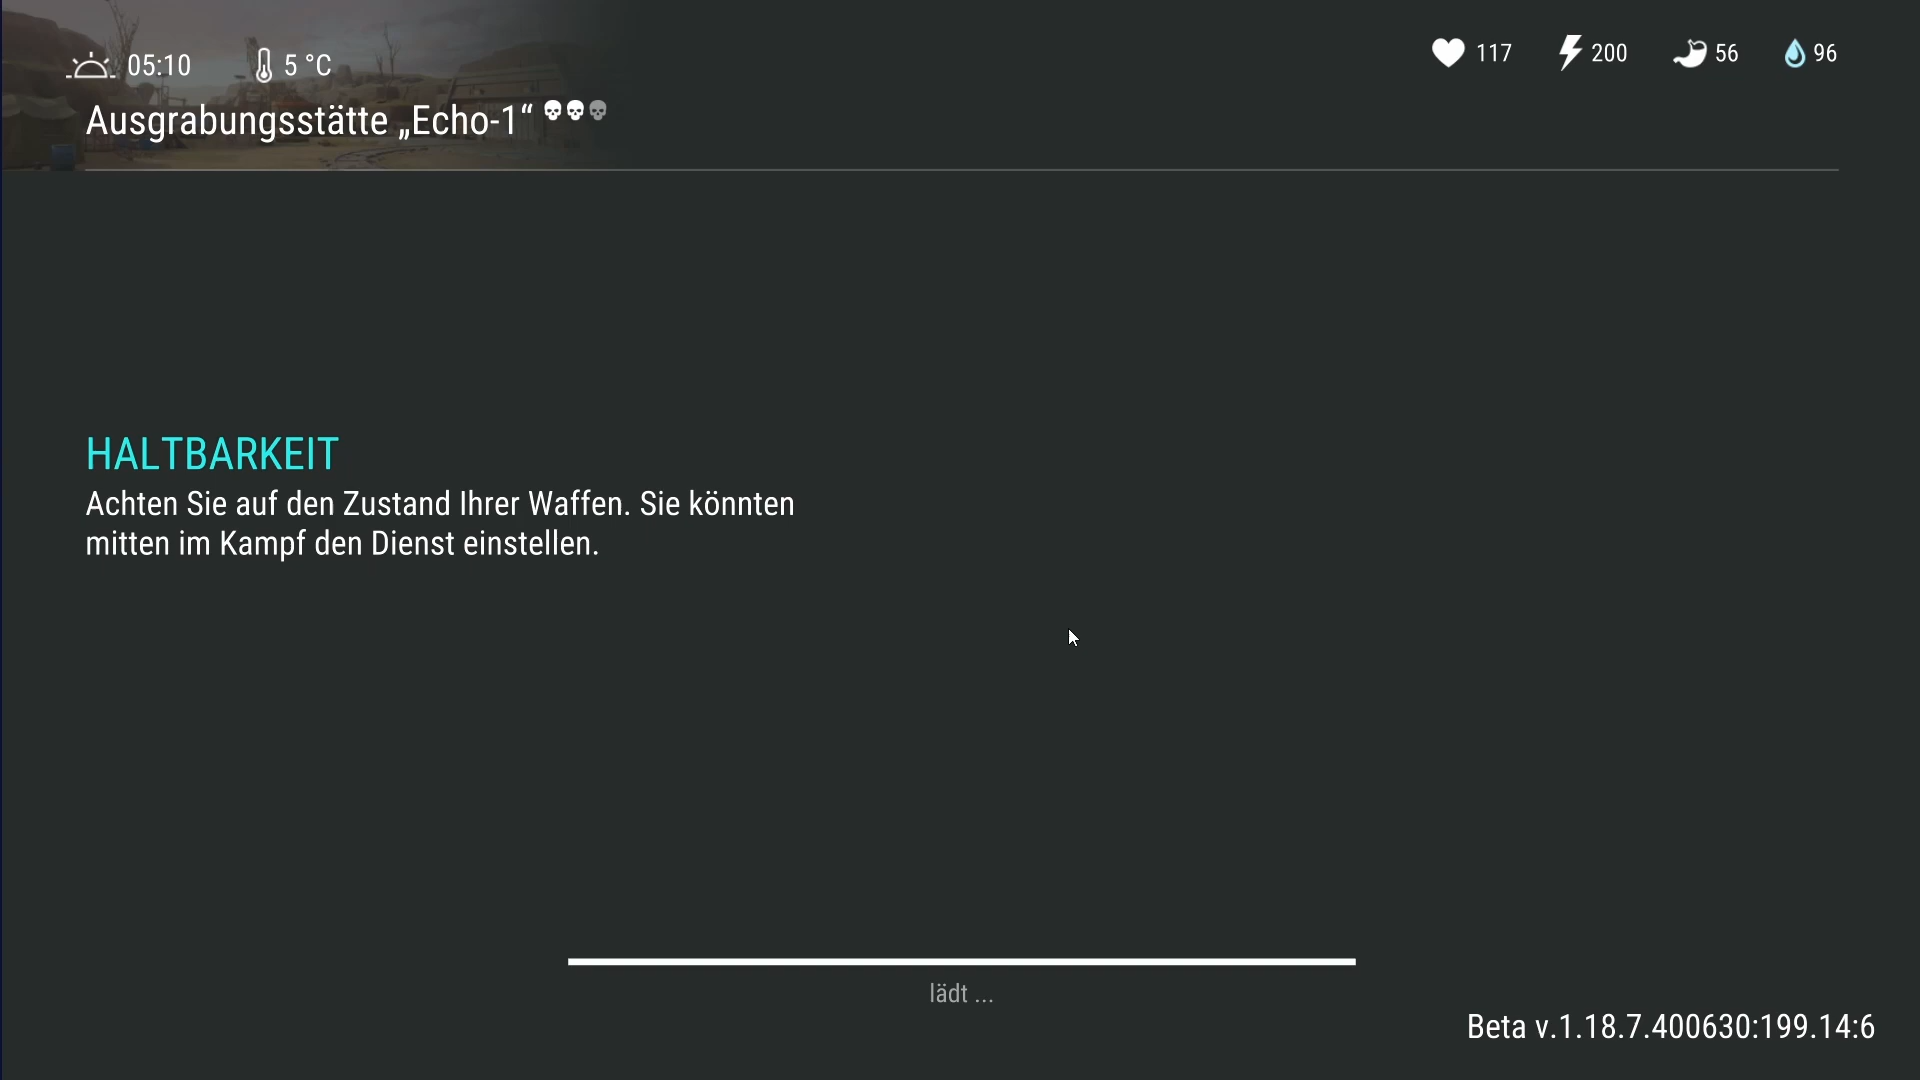 05:10 5 °C
117 200 56 96
Ausgrabungsstätte „Echo-1“
HALTBARKEIT
Achten Sie auf den Zustand Ihrer Waffen. Sie könnten
mitten im Kampf den Dienst einstellen.
lädt ...
Beta v.1.18.7.400630:199.14:6